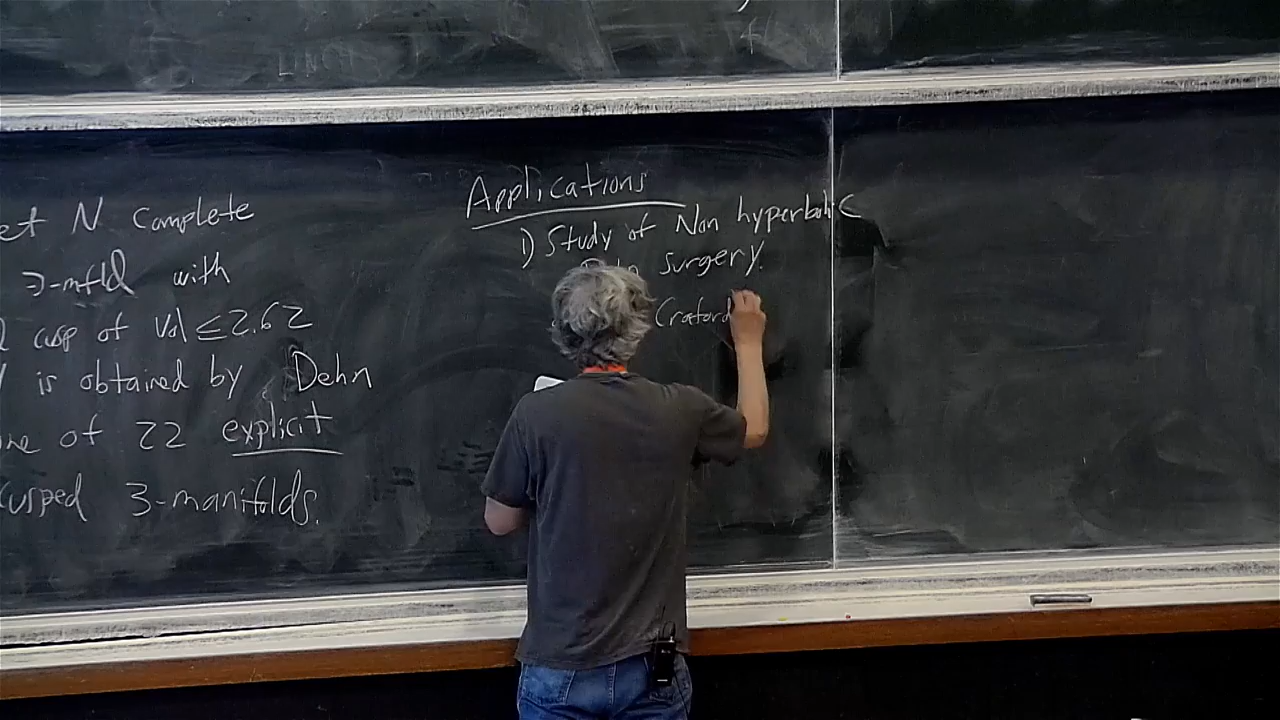 et N Complete
3-mfld with
cusp of Vol ≤ 2.62
is obtained by Dehn
of 22 explicit
cusped 3-manifolds.
Applications
1) Study of Non hyperbolic
surgery.